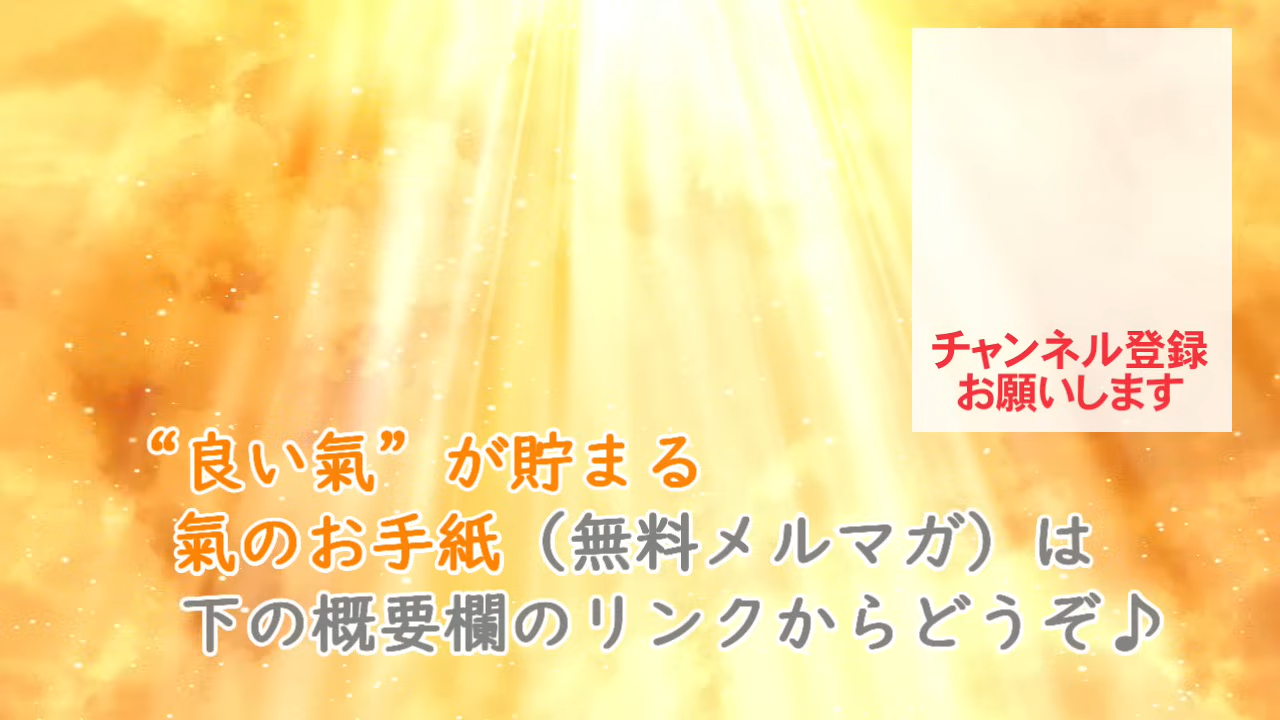 チャンネル登録
お願いします
“良い氣”が貯まる
氣のお手紙（無料メルマガ）は
下の概要欄のリンクからどうぞ♪